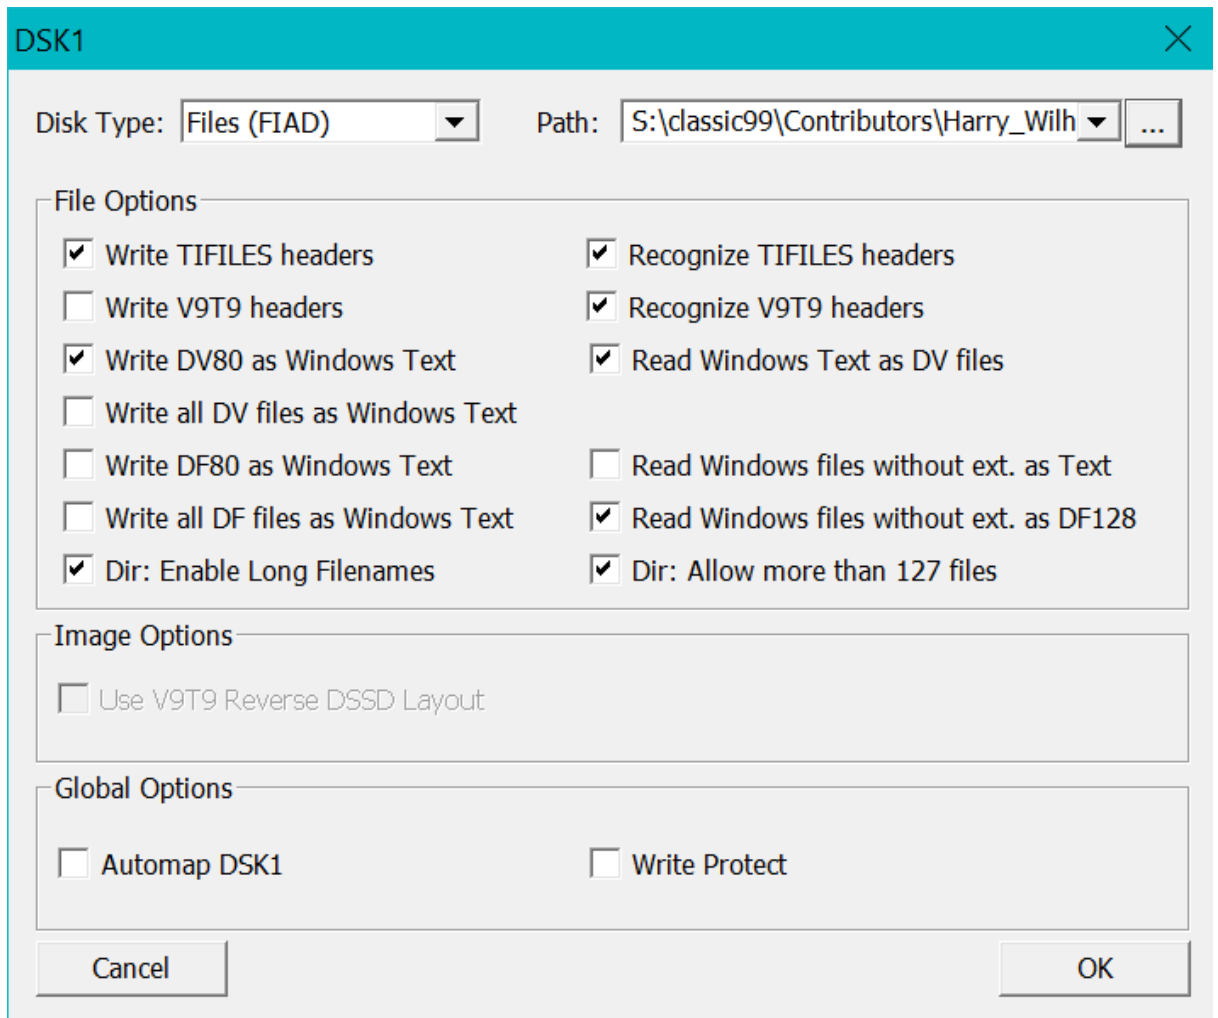 DSK1
Disk Type: Files (FIAD) Path: S:\classic99\Contributors\Harry_Wilh ...
File Options
Write TIFILES headers Recognize TIFILES headers
Write V9T9 headers Recognize V9T9 headers
Write DV80 as Windows Text Read Windows Text as DV files
Write all DV files as Windows Text
Write DF80 as Windows Text Read Windows files without ext. as Text
Write all DF files as Windows Text Read Windows files without ext. as DF128
Dir: Enable Long Filenames Dir: Allow more than 127 files
Image Options
Use V9T9 Reverse DSSD Layout
Global Options
Automap DSK1 Write Protect
Cancel OK